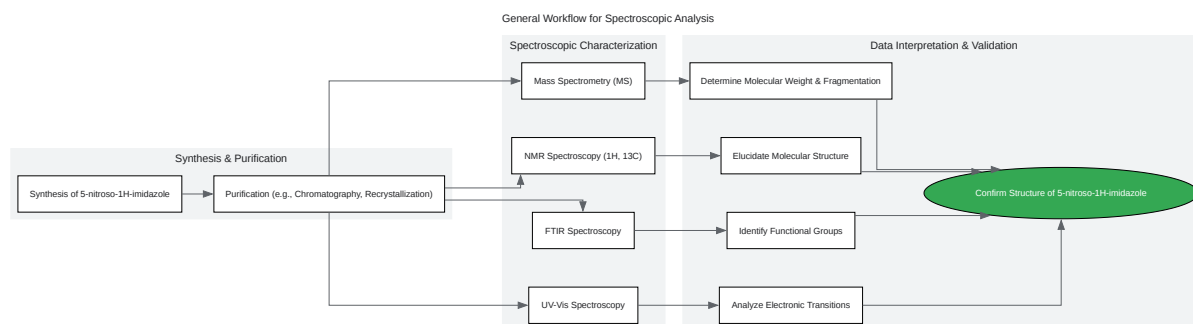 General Workflow for Spectroscopic Analysis
Synthesis & Purification
Synthesis of 5-nitroso-1H-imidazole
Purification (e.g., Chromatography, Recrystallization)
Spectroscopic Characterization
Mass Spectrometry (MS)
NMR Spectroscopy (1H, 13C)
FTIR Spectroscopy
UV-Vis Spectroscopy
Data Interpretation & Validation
Determine Molecular Weight & Fragmentation
Elucidate Molecular Structure
Identify Functional Groups
Analyze Electronic Transitions
Confirm Structure of 5-nitroso-1H-imidazole